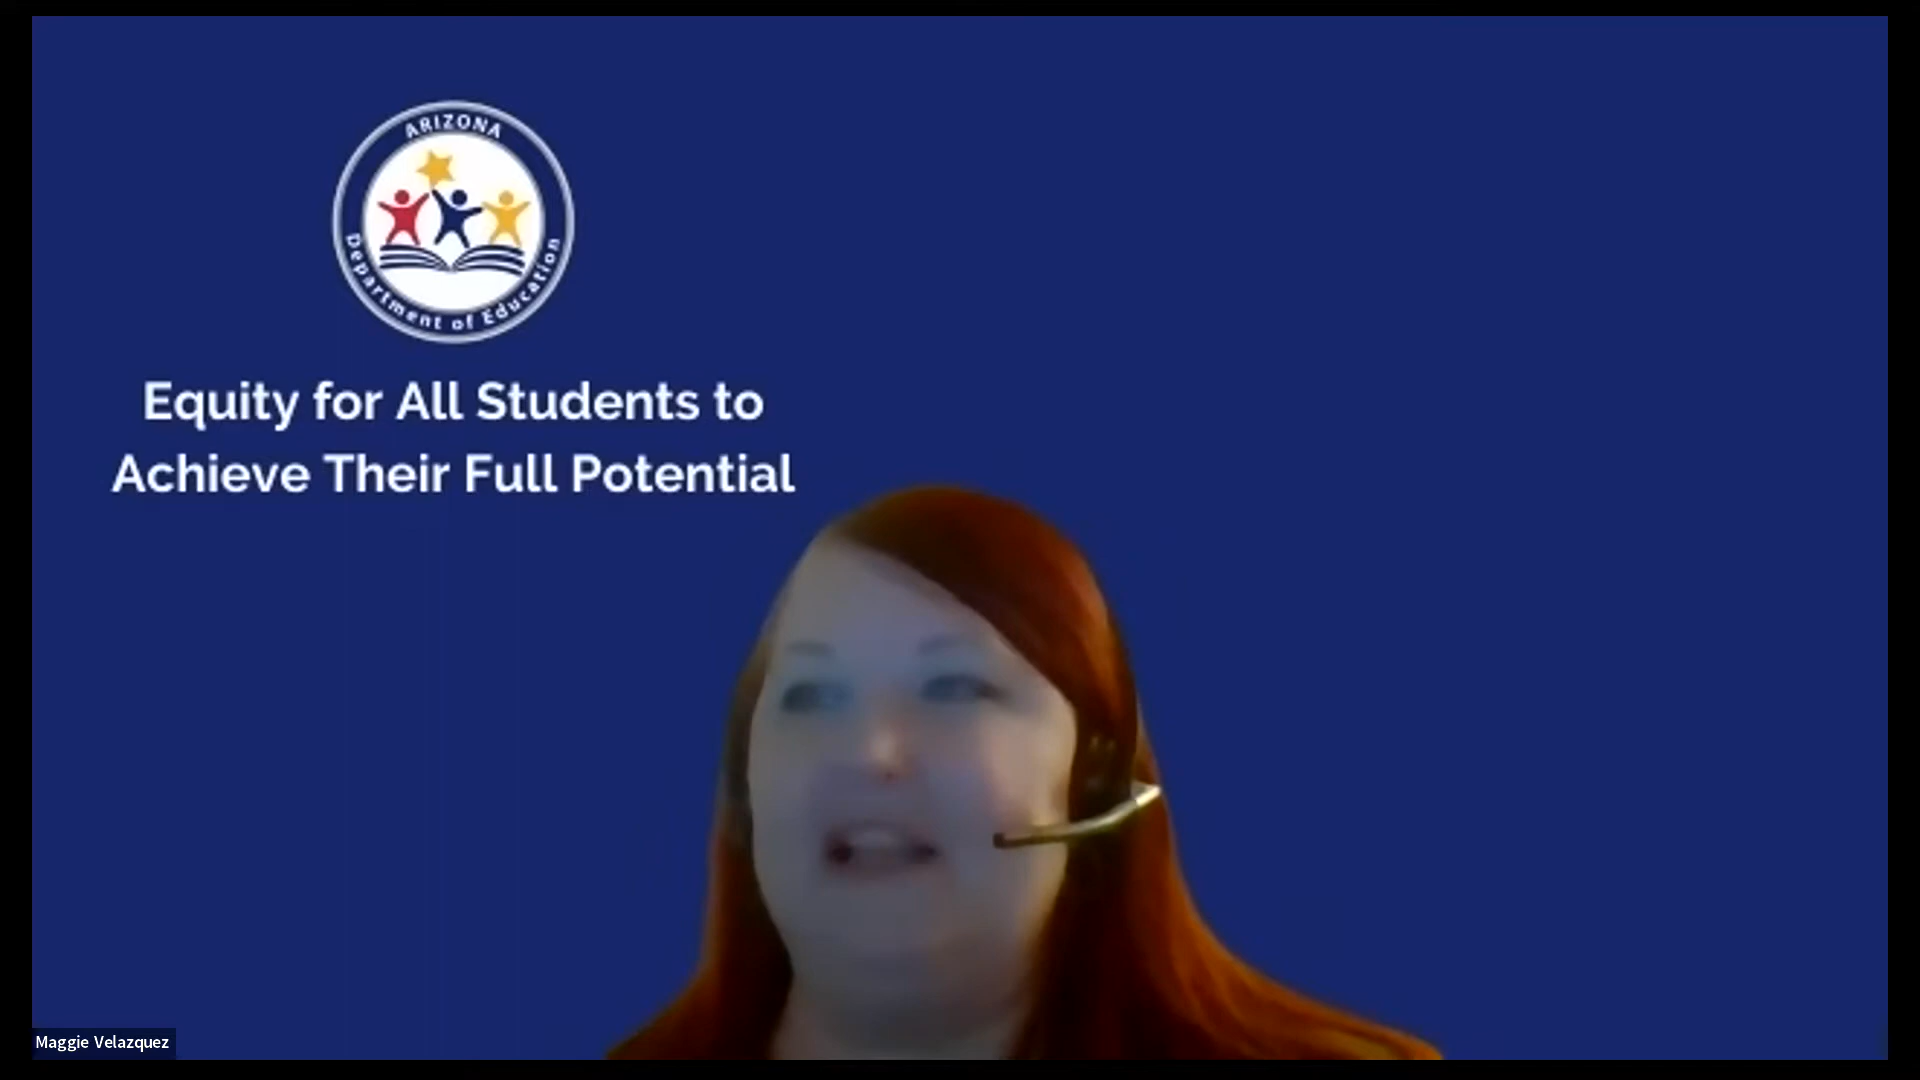 ARIZONA
Department of Education
Equity for All Students to
Achieve Their Full Potential
Maggie Velazquez